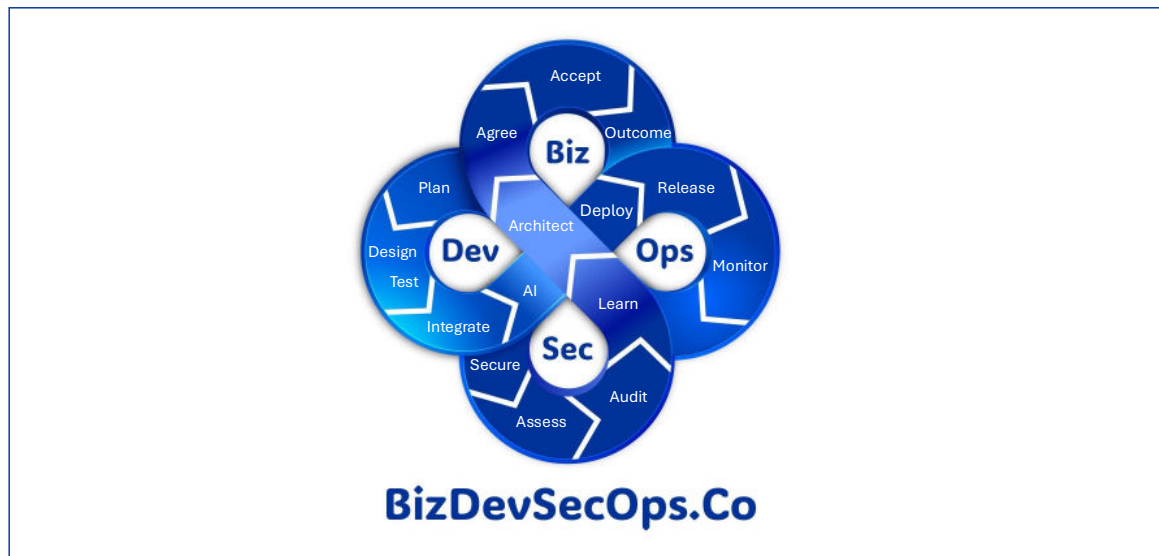 Accept
Agree
Outcome
Biz
Plan
Release
Deploy
Architect
Design
Dev
Ops
Monitor
Test
AI
Learn
Integrate
Sec
Secure
Audit
Assess
BizDevSecOps.Co